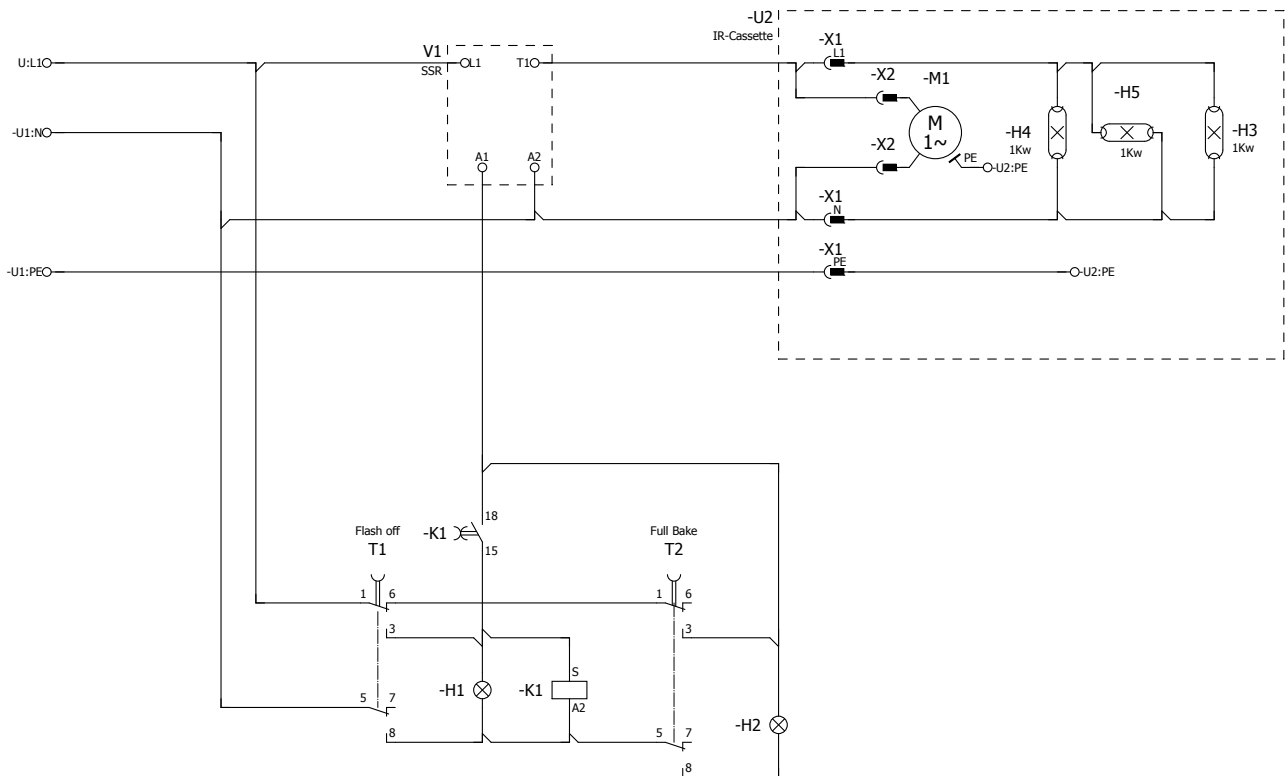 -U2
IR-Cassette
-X1
L1
U:L1
V1
SSR
L1
T1
-X2
-M1
-H5
M
1~
-H4
1Kw
1Kw
-H3
1Kw
-U1:N
-X2
PE
-U2:PE
A1
A2
-X1
N
-X1
PE
-U1:PE
-U2:PE
18
-K1
15
Flash off
T1
Full Bake
T2
1
6
1
6
3
3
S
-H1
-K1
A2
5
7
-H2
8
5
7
8